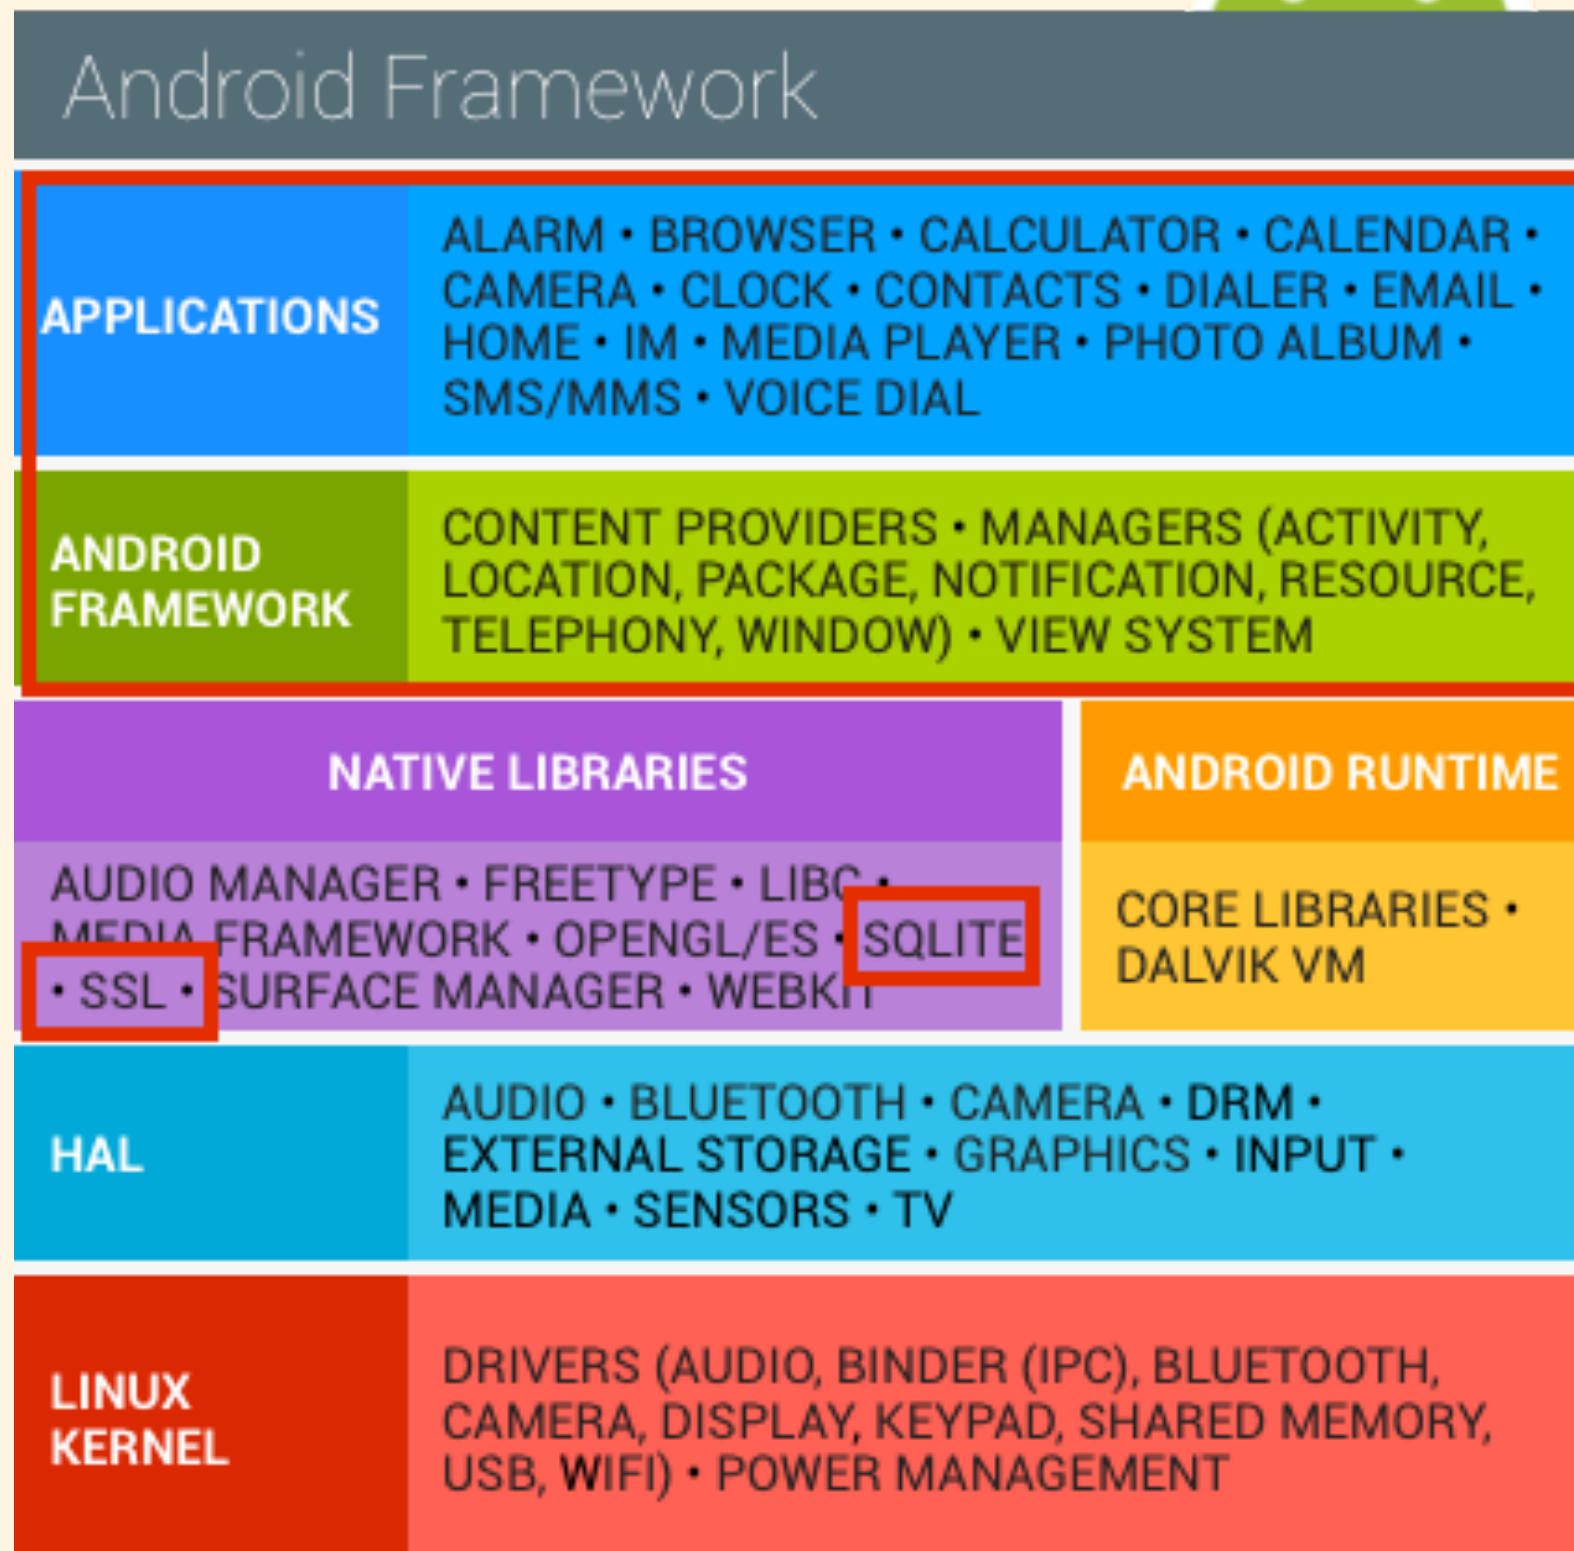 Android Framework
APPLICATIONS
ALARM • BROWSER • CALCULATOR • CALENDAR •
CAMERA • CLOCK • CONTACTS • DIALER • EMAIL •
HOME • IM • MEDIA PLAYER • PHOTO ALBUM •
SMS/MMS • VOICE DIAL
ANDROID
FRAMEWORK
CONTENT PROVIDERS • MANAGERS (ACTIVITY,
LOCATION, PACKAGE, NOTIFICATION, RESOURCE,
TELEPHONY, WINDOW) • VIEW SYSTEM
NATIVE LIBRARIES
AUDIO MANAGER • FREETYPE • LIBC •
MEDIA FRAMEWORK • OPENGL/ES • SQLITE
• SSL • SURFACE MANAGER • WEBKIT
ANDROID RUNTIME
CORE LIBRARIES •
DALVIK VM
HAL
AUDIO • BLUETOOTH • CAMERA • DRM •
EXTERNAL STORAGE • GRAPHICS • INPUT •
MEDIA • SENSORS • TV
LINUX
KERNEL
DRIVERS (AUDIO, BINDER (IPC), BLUETOOTH,
CAMERA, DISPLAY, KEYPAD, SHARED MEMORY,
USB, WIFI) • POWER MANAGEMENT